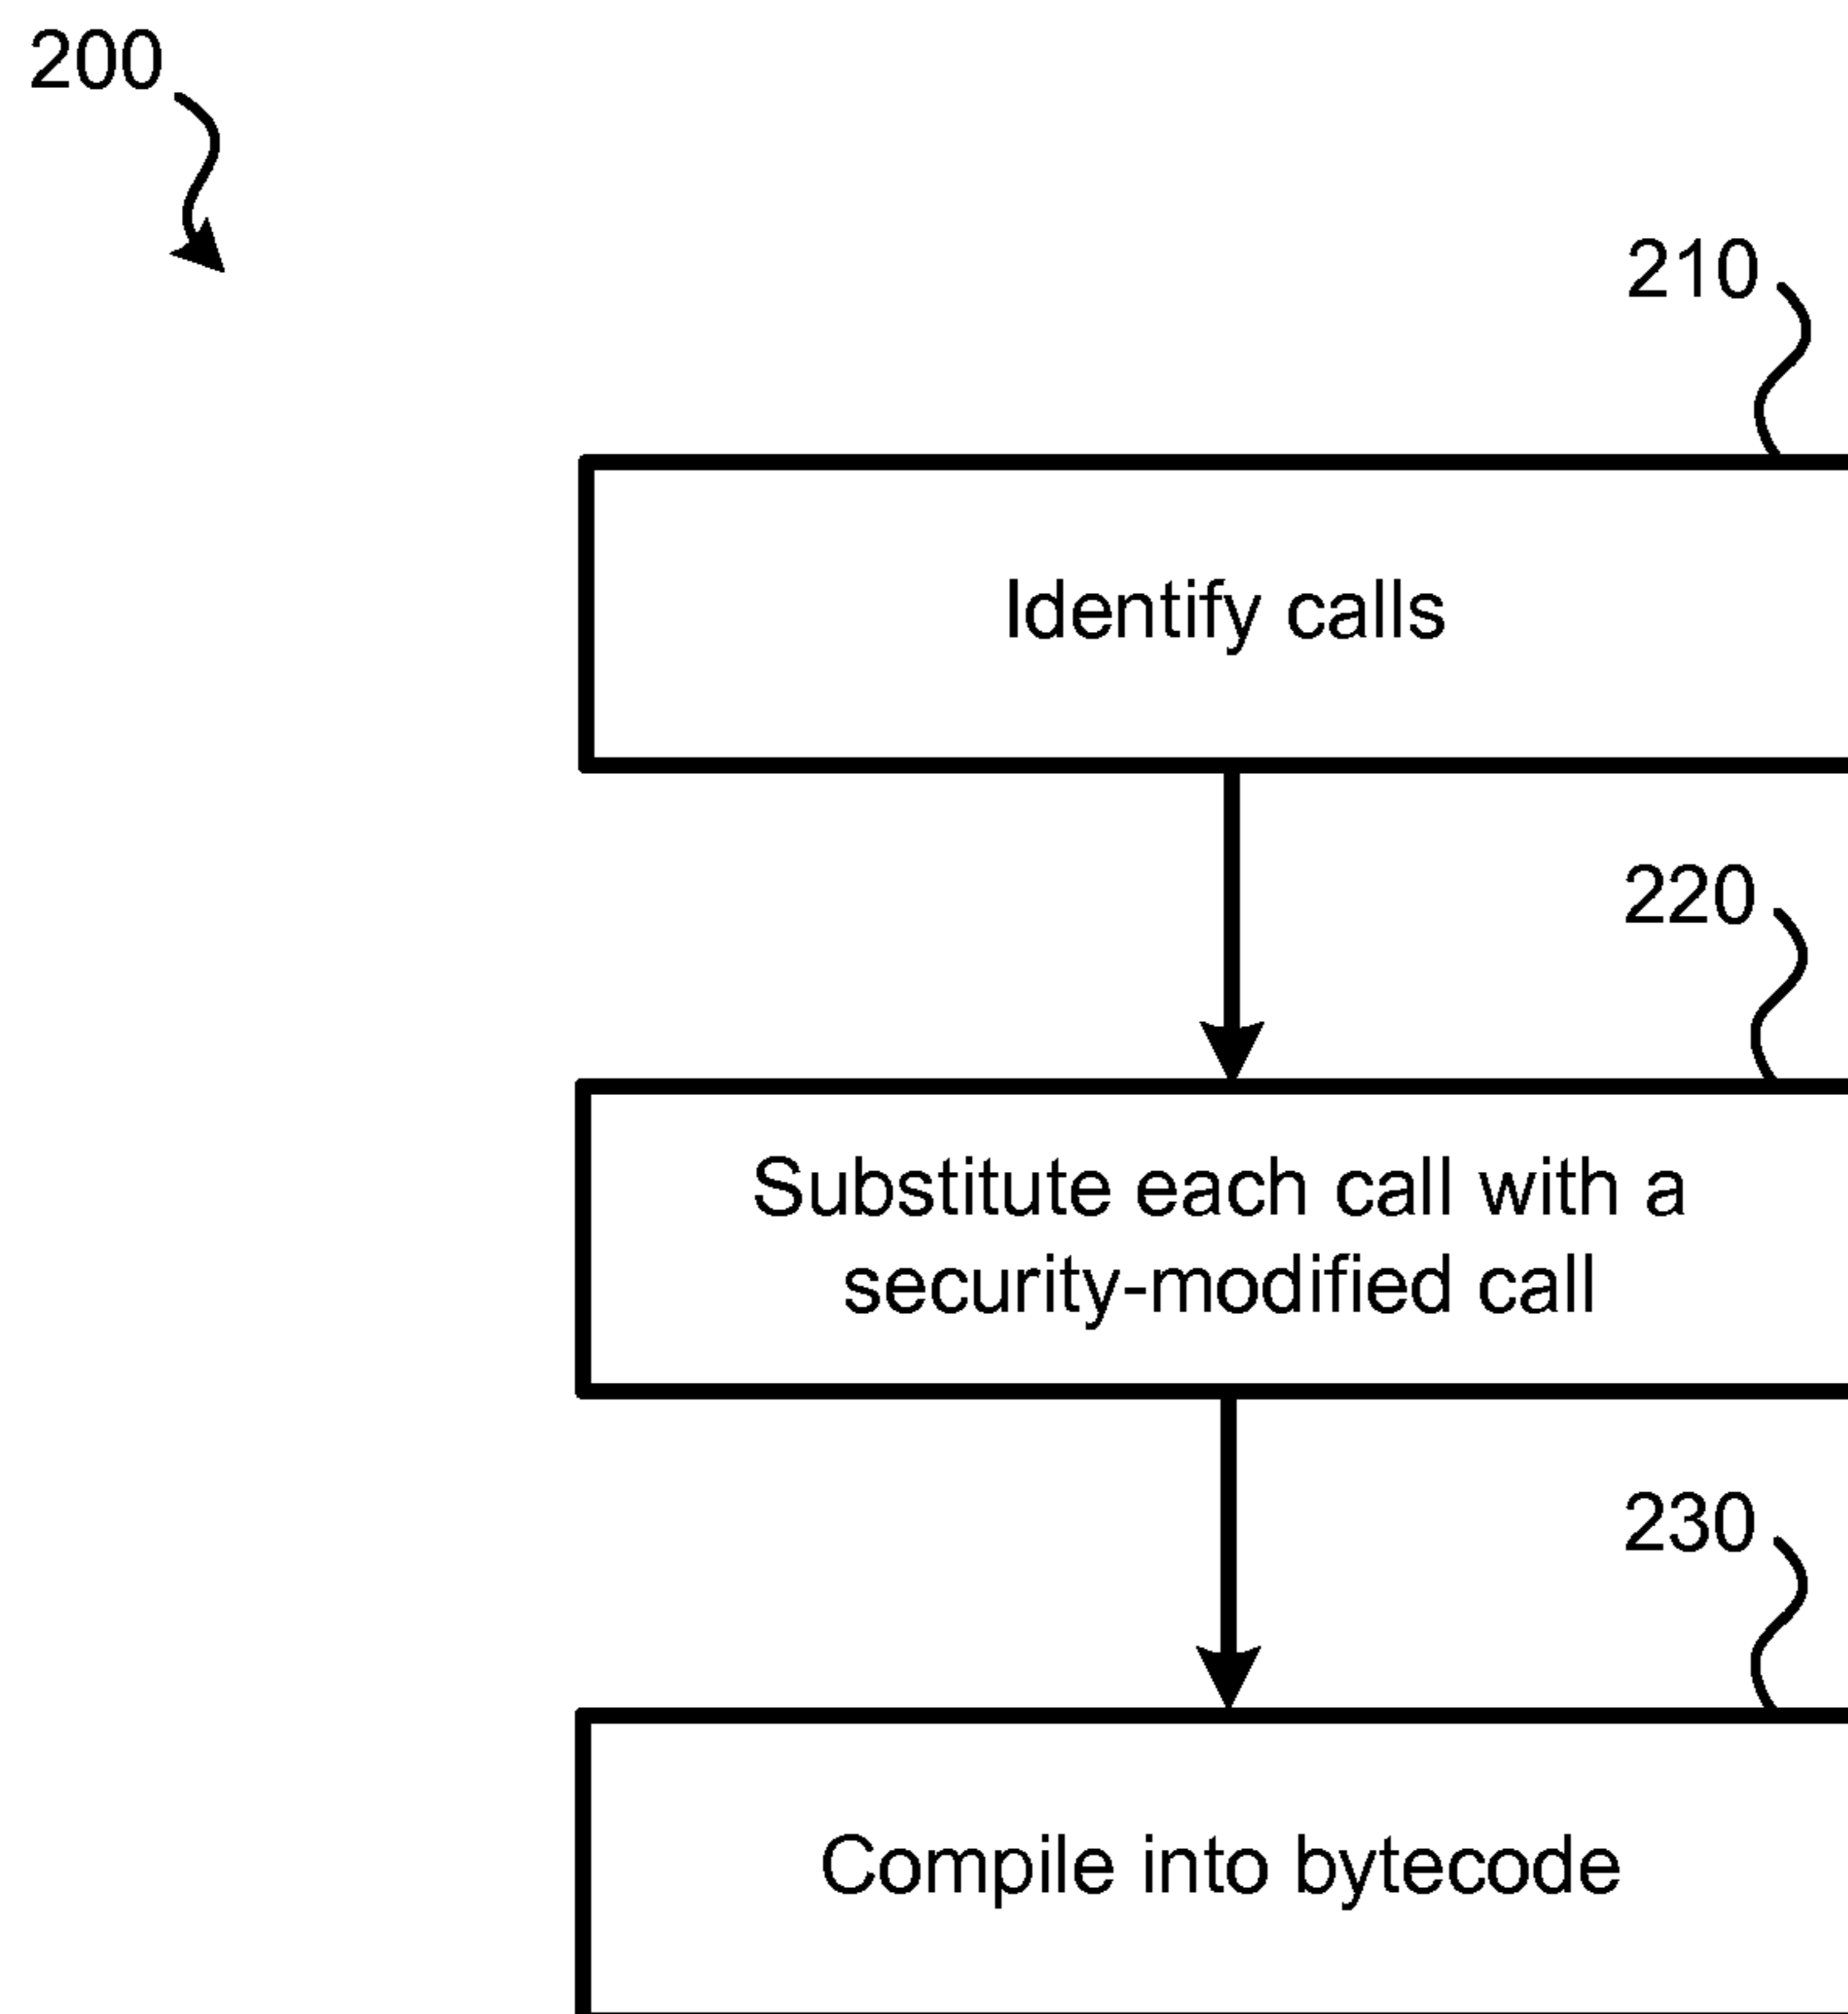 200
210
Identify calls
220
Substitute each call with a
security-modified call
230
Compile into bytecode